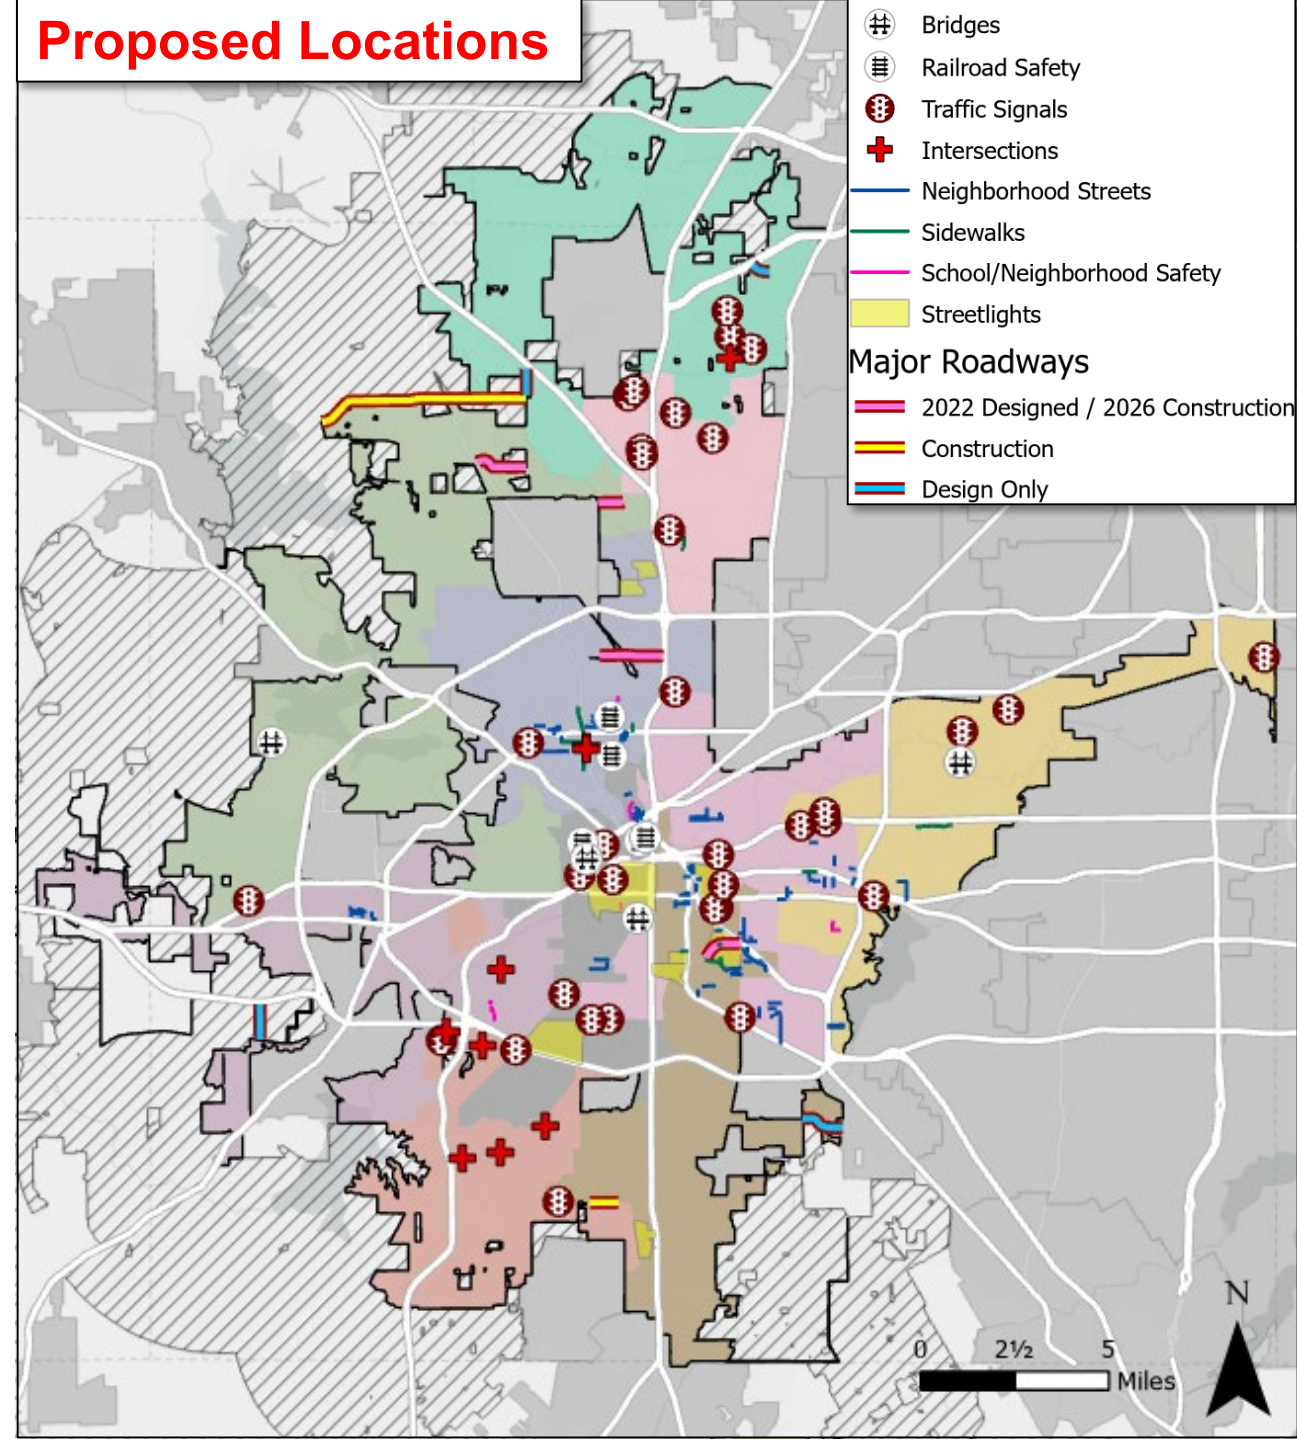 Proposed Locations
Bridges
Railroad Safety
Traffic Signals
Intersections
Neighborhood Streets
Sidewalks
School/Neighborhood Safety
Streetlights
Major Roadways
2022 Designed / 2026 Construction
Construction
Design Only
N
0 2½ 5
Miles